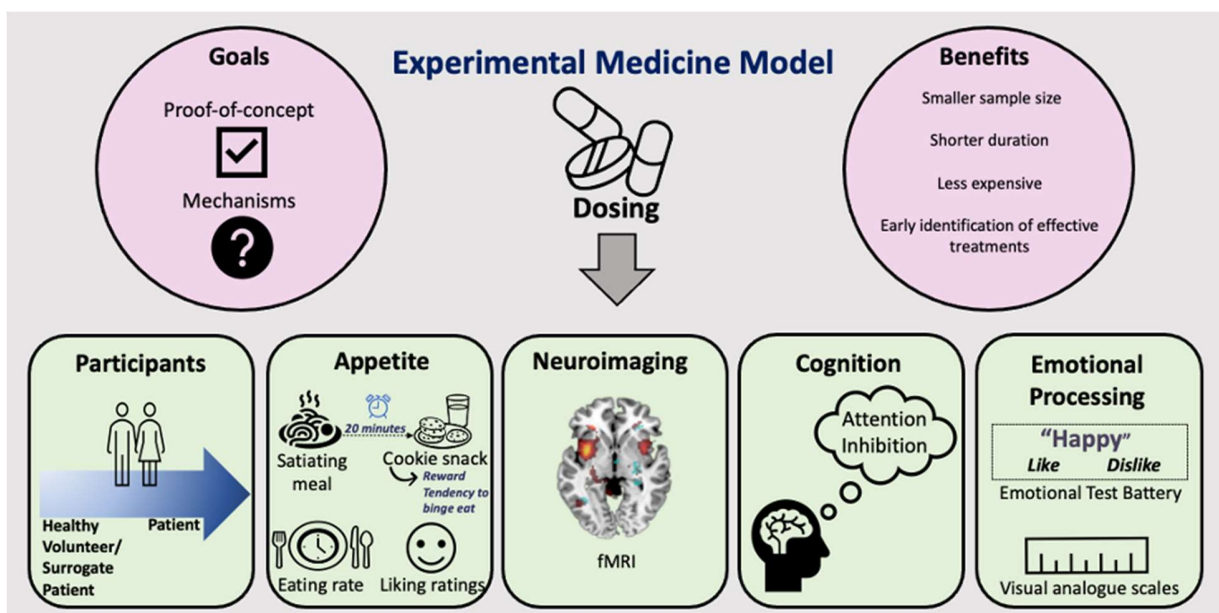 Goals
Proof-of-concept
Mechanisms
?
Experimental Medicine Model
Dosing
Benefits
Smaller sample size
Shorter duration
Less expensive
Early identification of effective
treatments
Participants
Healthy
Volunteer/
Surrogate
Patient
Patient
Appetite
20 minutes
Satiating
meal
Cookie snack
Reward
Tendency to
binge eat
Eating rate
Liking ratings
Neuroimaging
fMRI
Cognition
Attention
Inhibition
Emotional
Processing
“Happy”
Like Dislike
Emotional Test Battery
Visual analogue scales